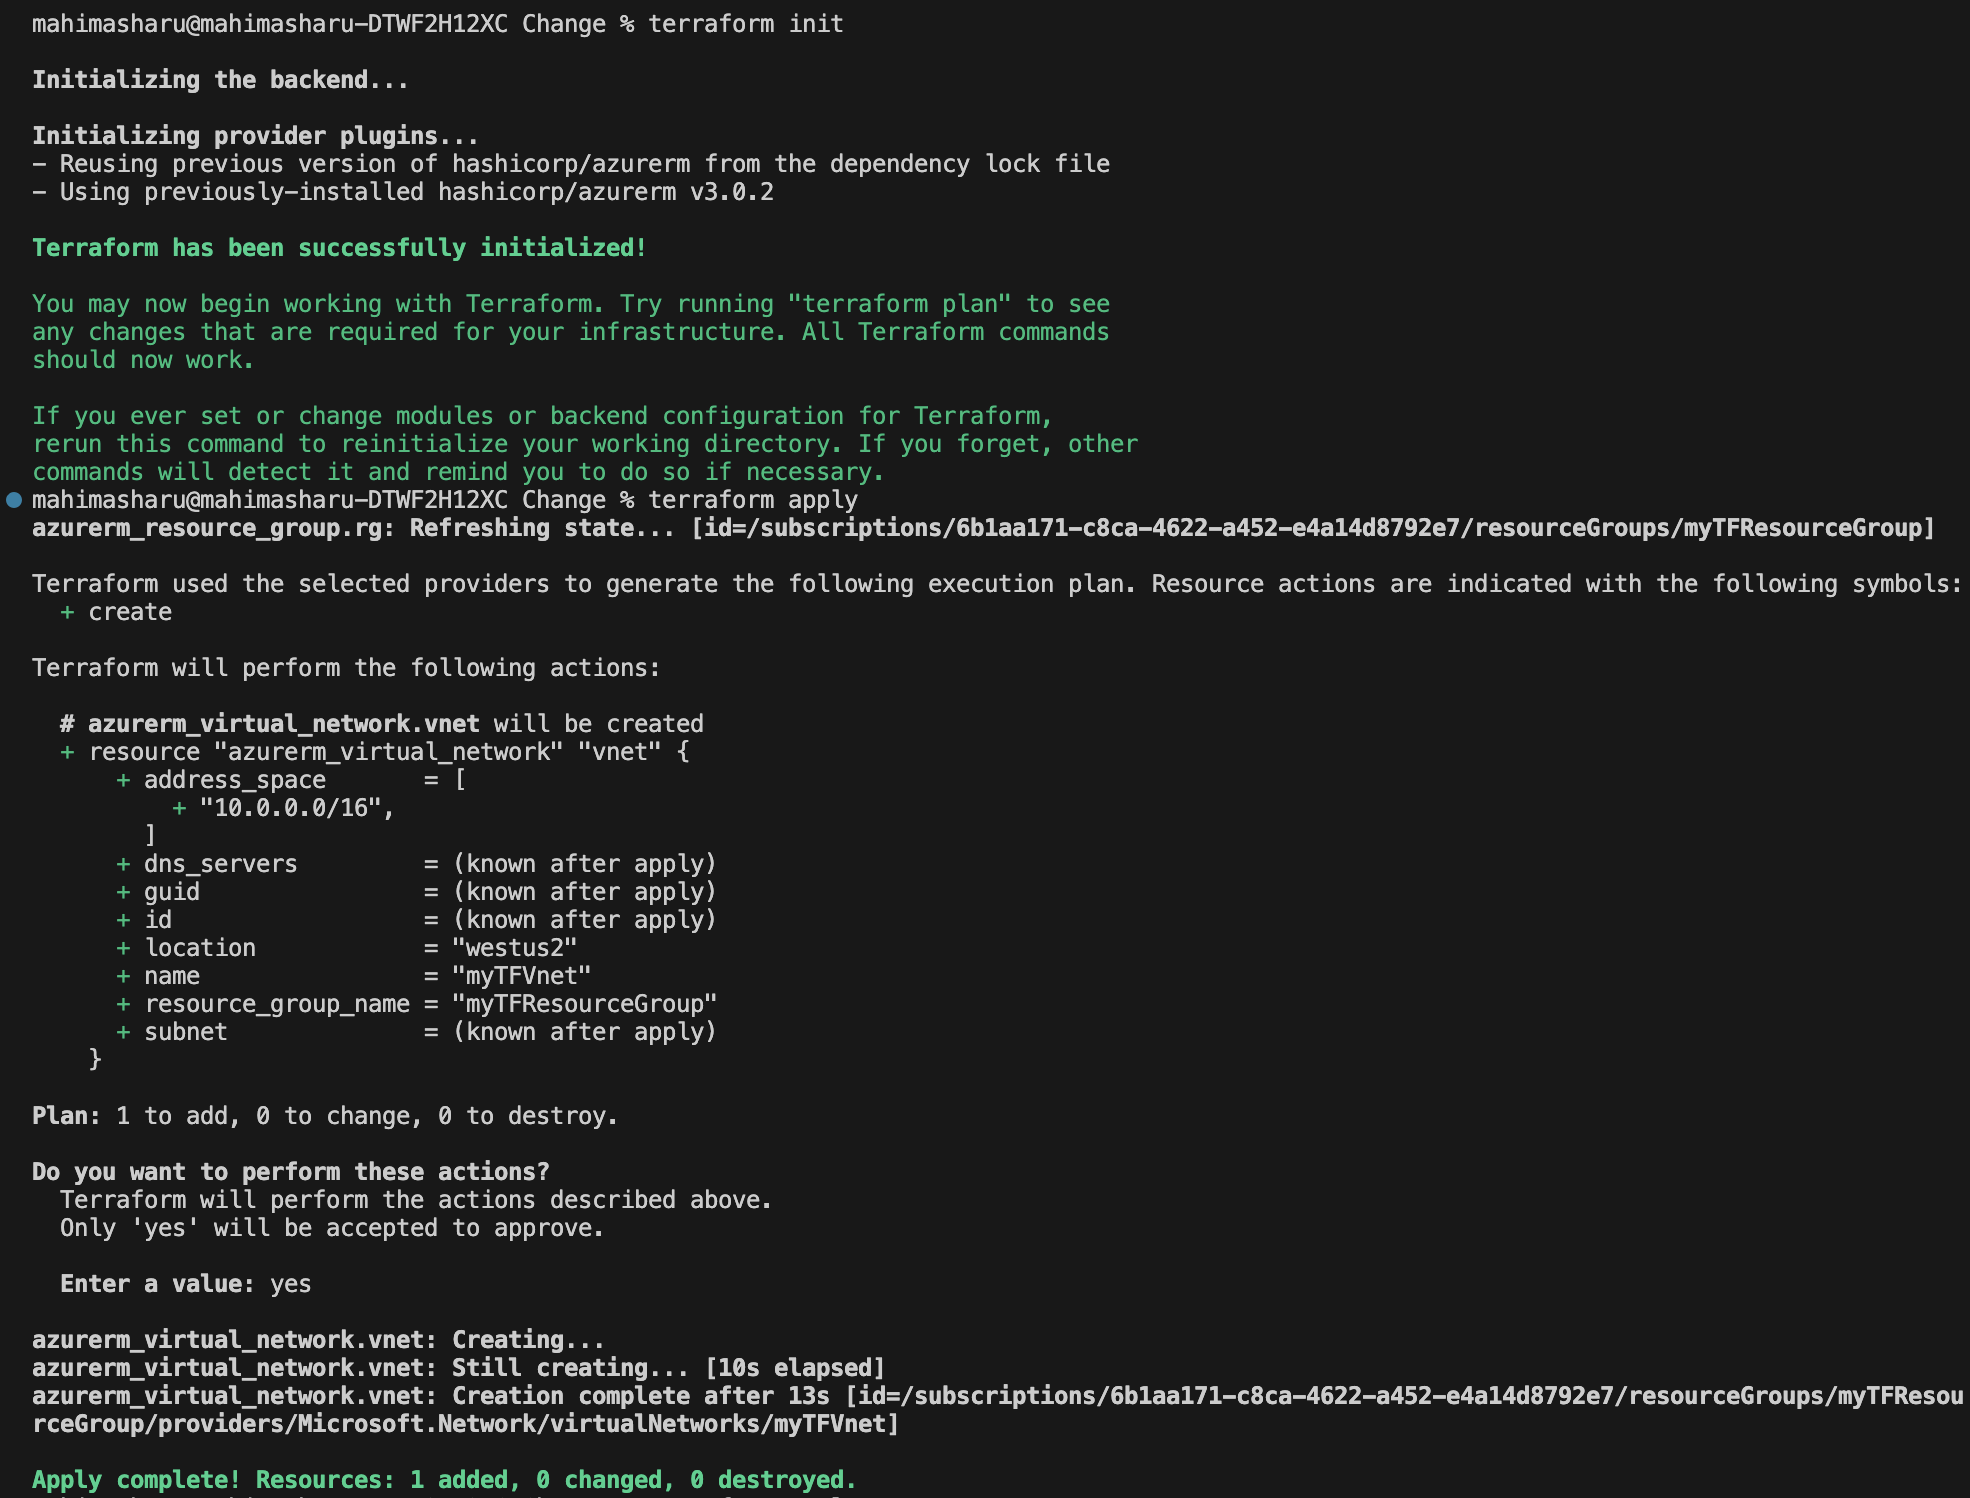 mahimasharu@mahimasharu-DTWF2H12XC Change % terraform init
Initializing the backend...
Initializing provider plugins...
- Reusing previous version of hashicorp/azurerm from the dependency lock file
- Using previously-installed hashicorp/azurerm v3.0.2
Terraform has been successfully initialized!
You may now begin working with Terraform. Try running "terraform plan" to see
any changes that are required for your infrastructure. All Terraform commands
should now work.
If you ever set or change modules or backend configuration for Terraform,
rerun this command to reinitialize your working directory. If you forget, other
commands will detect it and remind you to do so if necessary.
mahimasharu@mahimasharu-DTWF2H12XC Change % terraform apply
azurerm_resource_group.rg: Refreshing state... [id=/subscriptions/6b1aa171-c8ca-4622-a452-e4a14d8792e7/resourceGroups/myTFResourceGroup]
Terraform used the selected providers to generate the following execution plan. Resource actions are indicated with the following symbols:
  + create
Terraform will perform the following actions:
  # azurerm_virtual_network.vnet will be created
  + resource "azurerm_virtual_network" "vnet" {
      + address_space       = [
          + "10.0.0.0/16",
        ]
      + dns_servers         = (known after apply)
      + guid                = (known after apply)
      + id                  = (known after apply)
      + location            = "westus2"
      + name                = "myTFVnet"
      + resource_group_name = "myTFResourceGroup"
      + subnet              = (known after apply)
    }
Plan: 1 to add, 0 to change, 0 to destroy.
Do you want to perform these actions?
  Terraform will perform the actions described above.
  Only 'yes' will be accepted to approve.
  Enter a value: yes
azurerm_virtual_network.vnet: Creating...
azurerm_virtual_network.vnet: Still creating... [10s elapsed]
azurerm_virtual_network.vnet: Creation complete after 13s [id=/subscriptions/6b1aa171-c8ca-4622-a452-e4a14d8792e7/resourceGroups/myTFResou
rceGroup/providers/Microsoft.Network/virtualNetworks/myTFVnet]
Apply complete! Resources: 1 added, 0 changed, 0 destroyed.